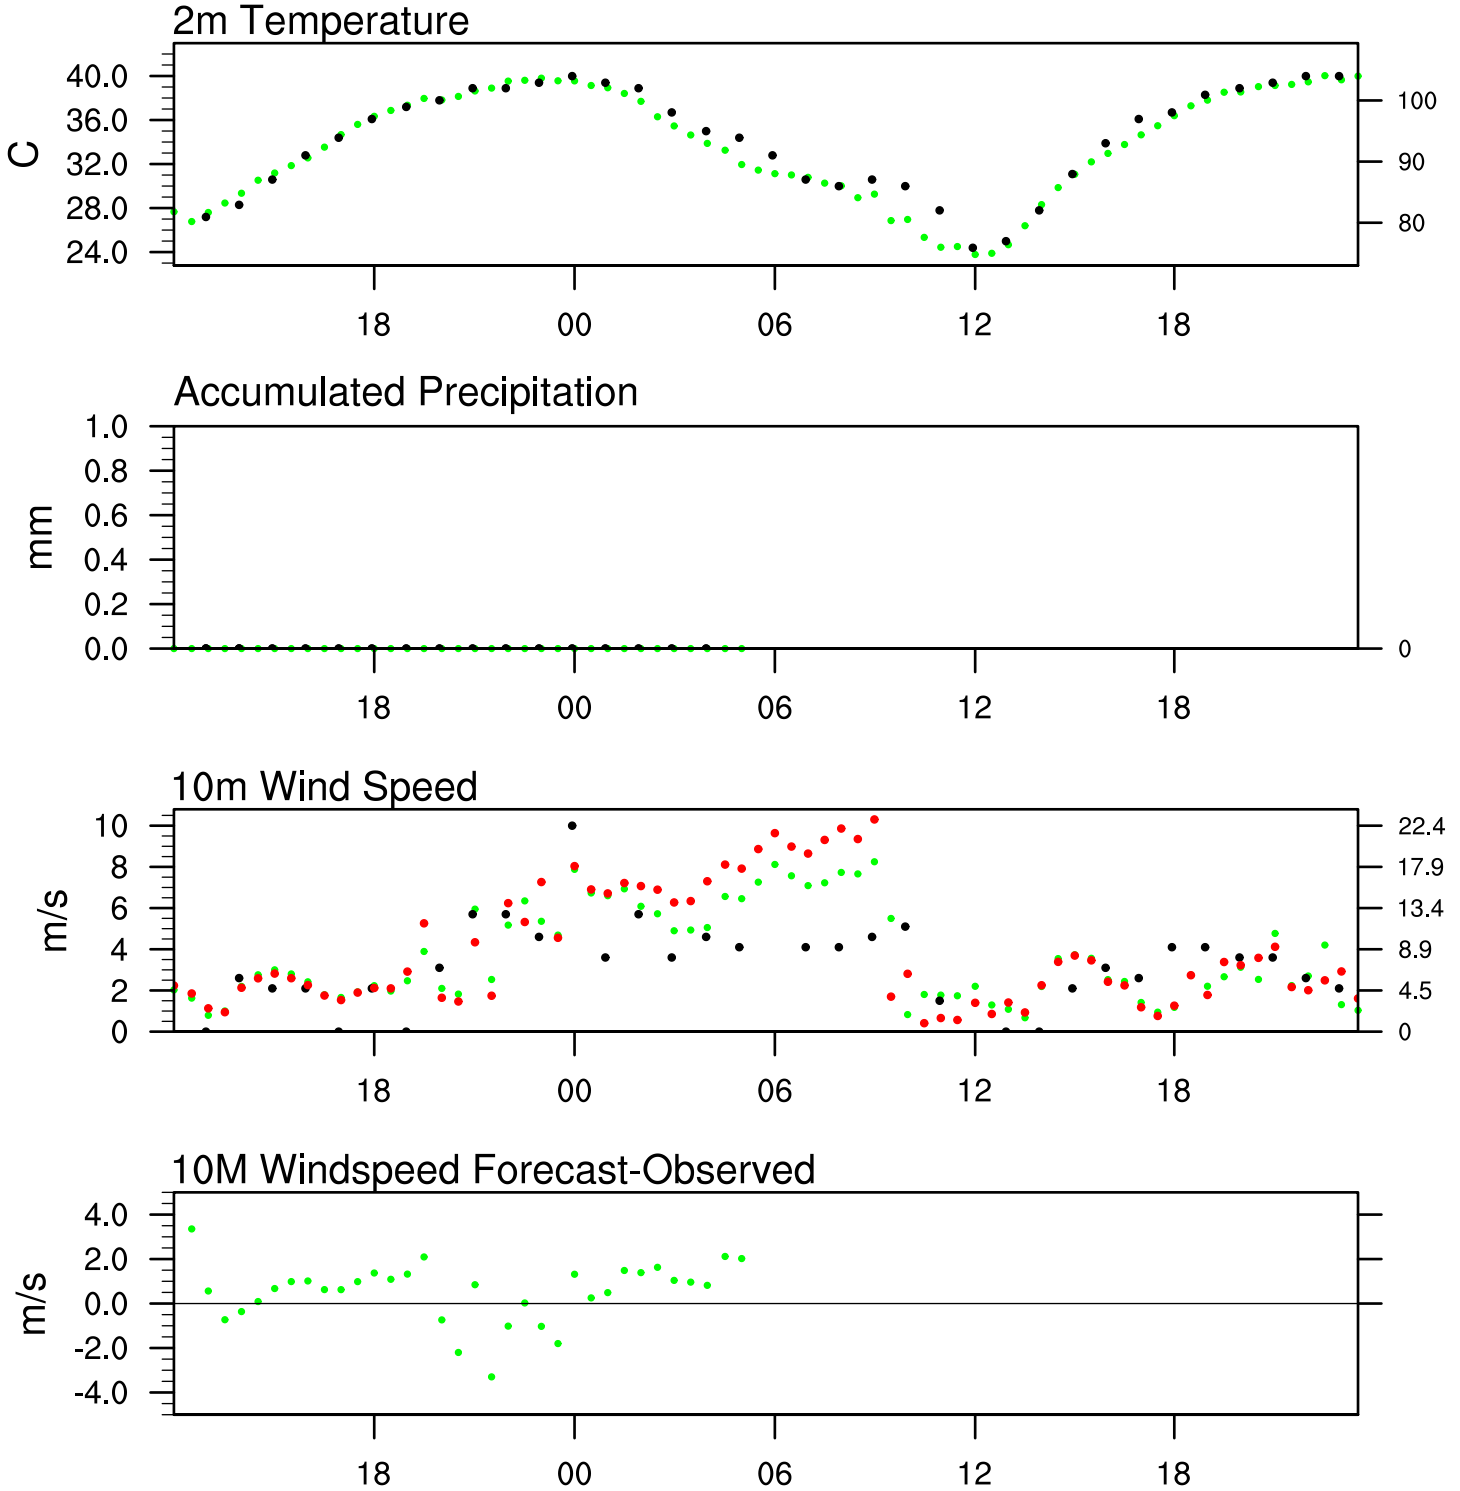 2m Temperature
40.0
36.0
32.0
28.0
24.0
C
100
90
80
18 00 06 12 18
Accumulated Precipitation
1.0
0.8
0.6
0.4
0.2
0.0
mm
0
18 00 06 12 18
10m Wind Speed
10
8
6
4
2
0
m/s
22.4
17.9
13.4
8.9
4.5
0
18 00 06 12 18
10M Windspeed Forecast-Observed
4.0
2.0
0.0
-2.0
-4.0
m/s
18 00 06 12 18